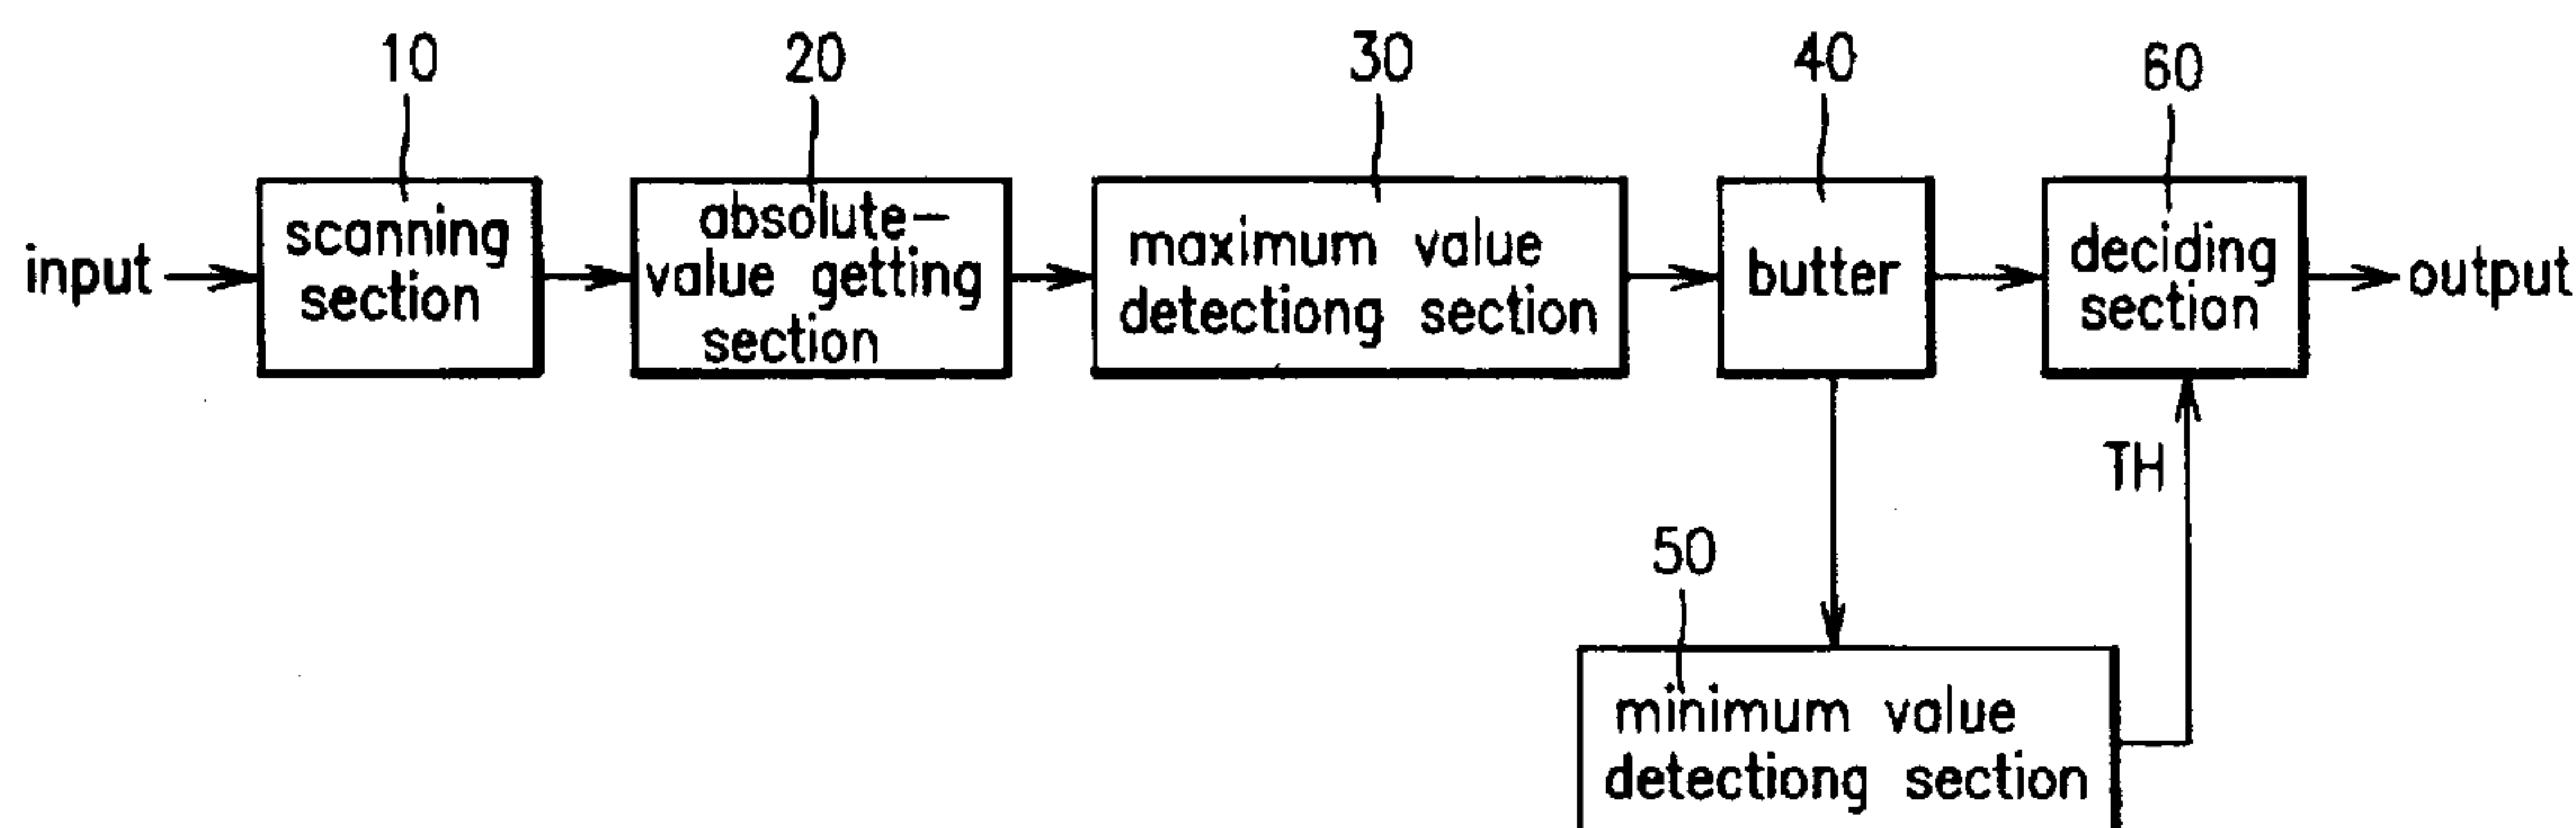 10
20
30
40
60
input
scanning
section
absolute-
value getting
section
maximum value
detectiong section
butter
deciding
section
output
TH
50
minimum value
detectiong section